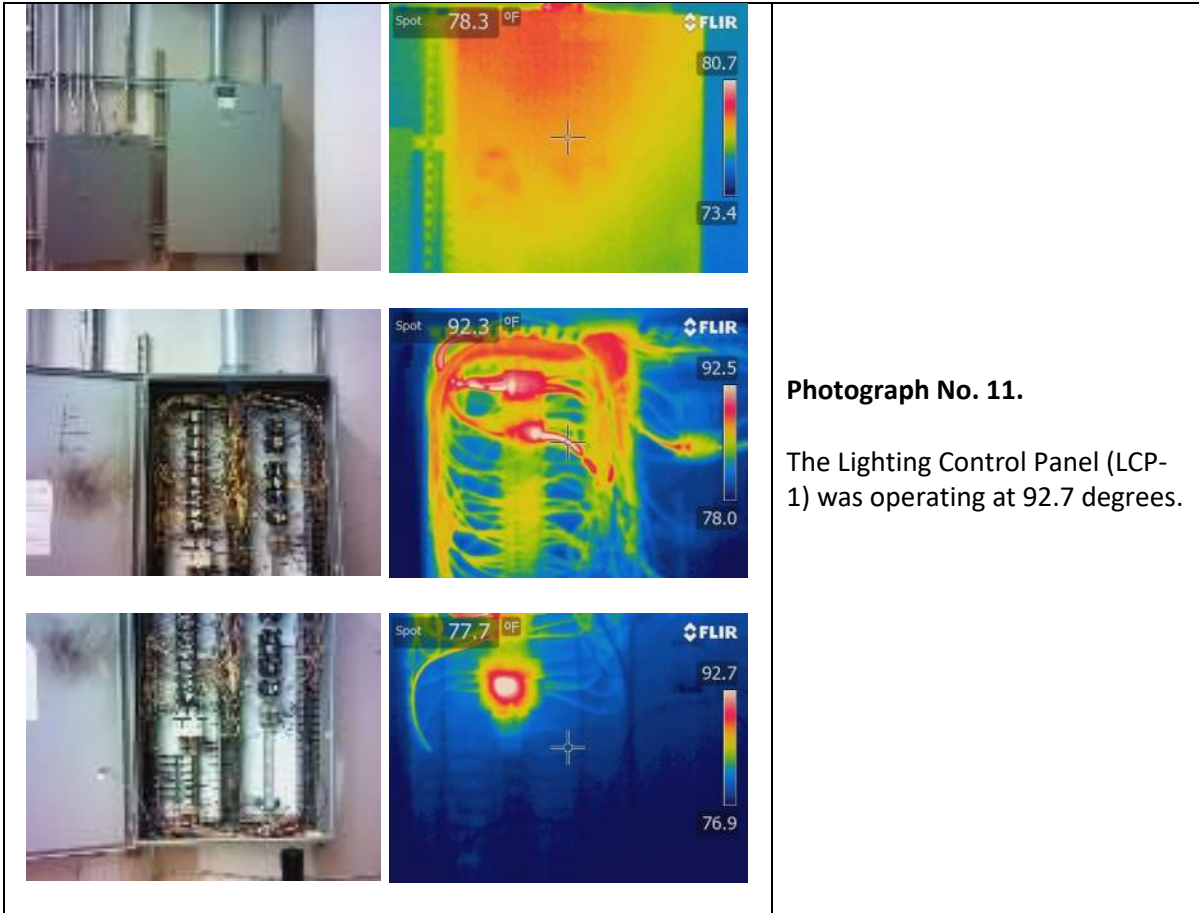 Spot 78.3 °F
FLIR
80.7
73.4
Spot 92.3 °F
FLIR
92.5
78.0
Photograph No. 11.
The Lighting Control Panel (LCP-
1) was operating at 92.7 degrees.
Spot 77.7 °F
FLIR
92.7
76.9